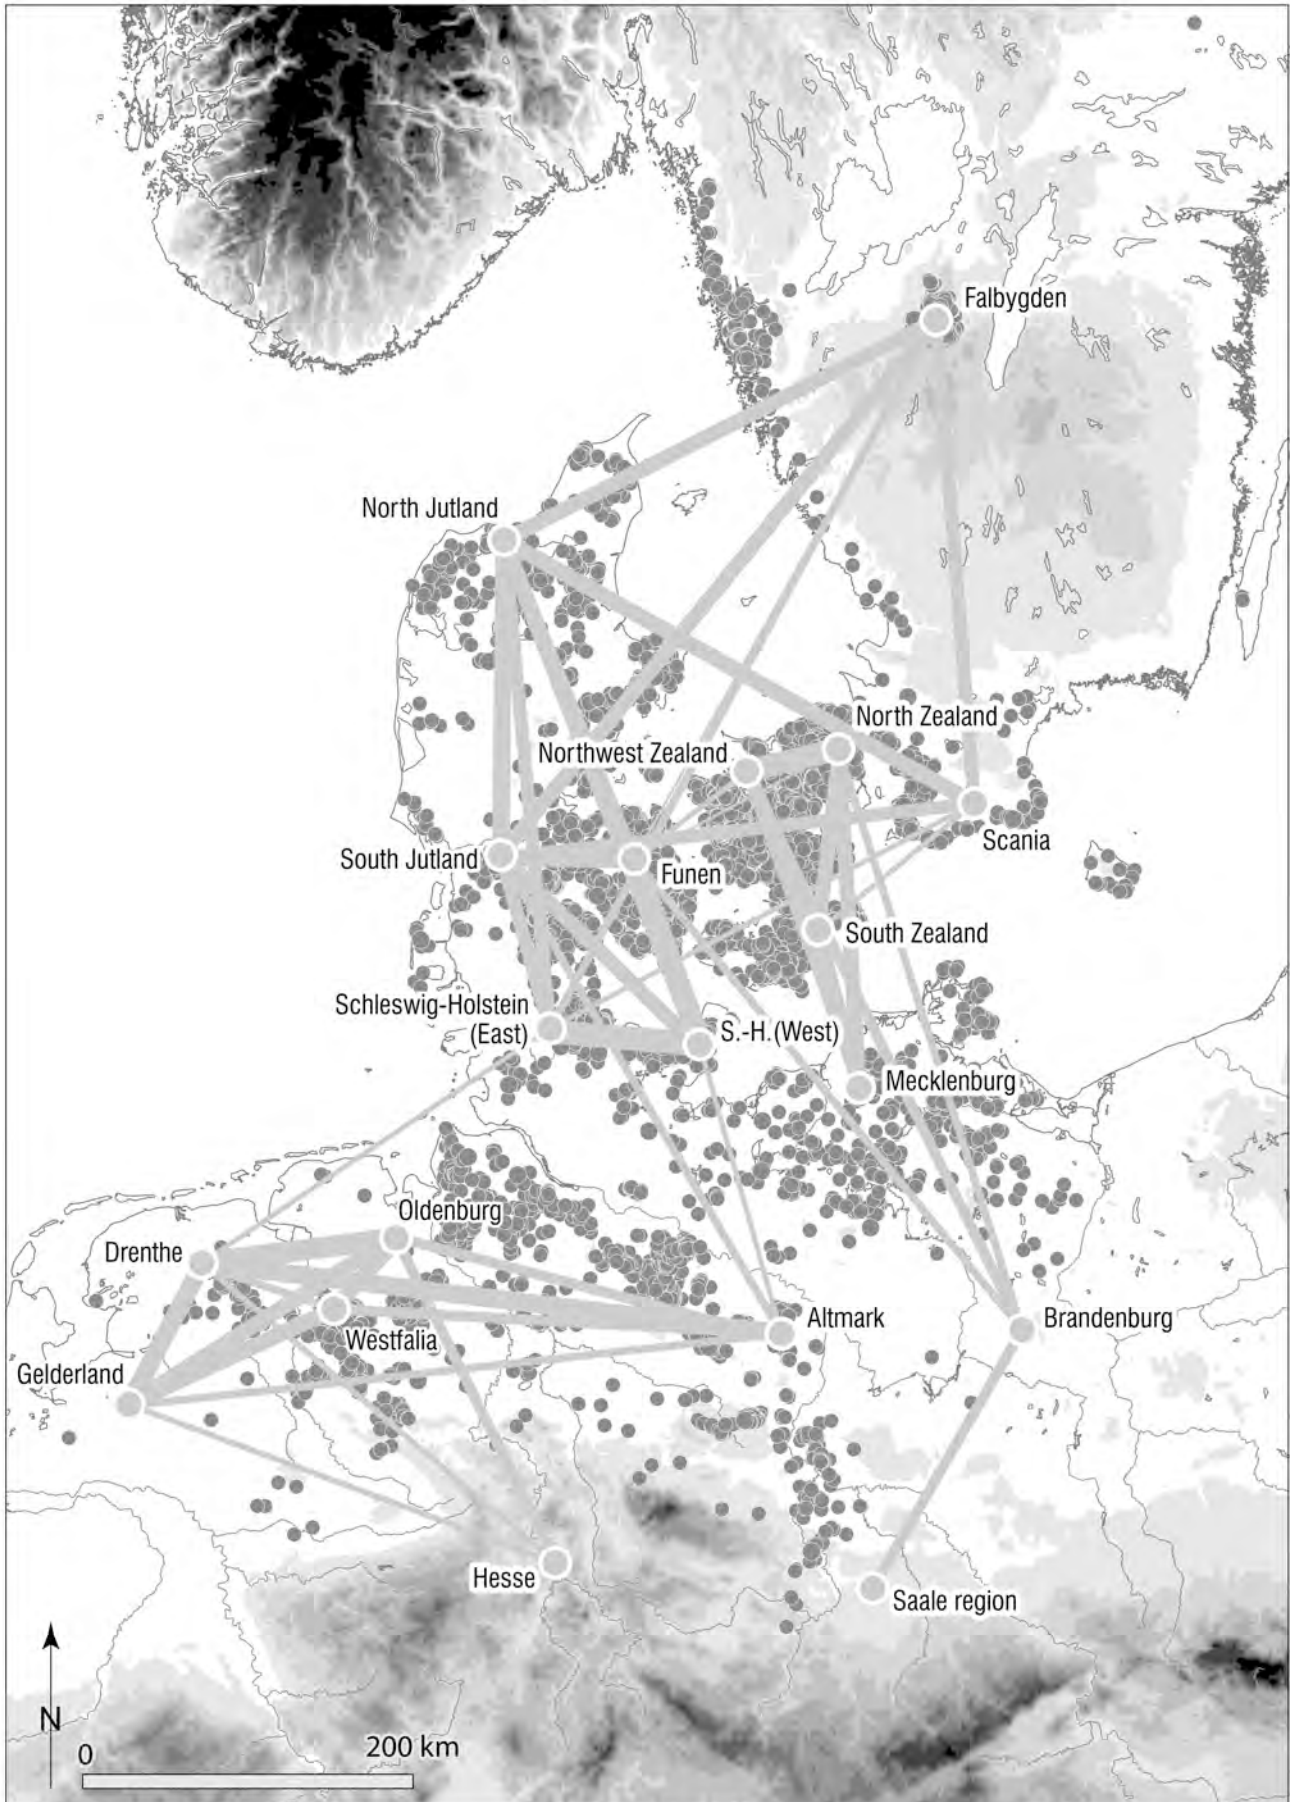 Falbygden
North Jutland
North Zealand
Northwest Zealand
Scania
South Jutland
Funen
South Zealand
Schleswig-Holstein
(East)
S.-H.(West)
Mecklenburg
Oldenburg
Drenthe
Altmark
Brandenburg
Westfalia
Gelderland
Hesse
Saale region
N
0
200 km